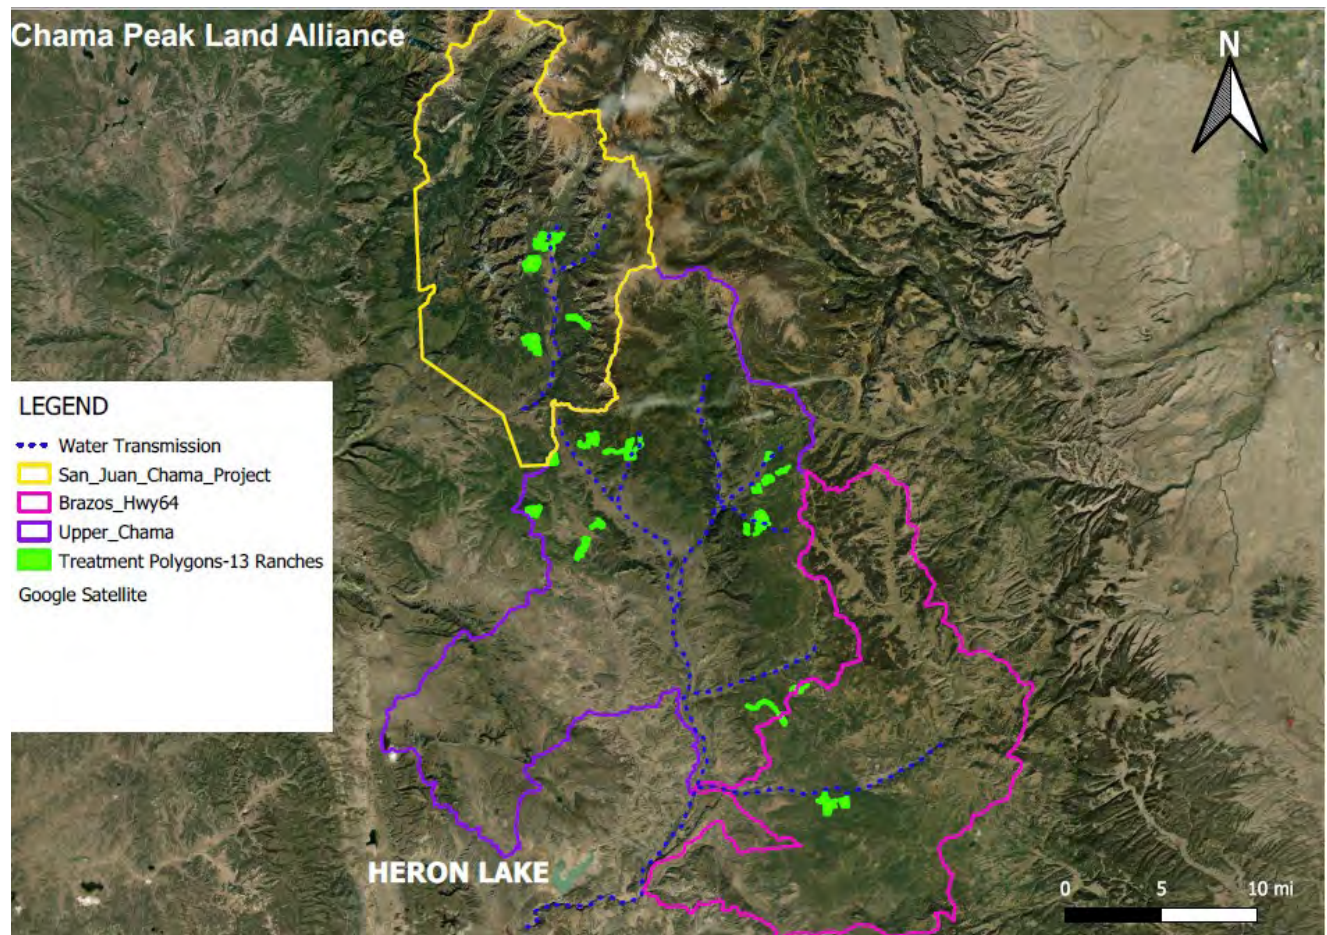 Chama Peak Land Alliance
N
LEGEND
Water Transmission
San_Juan_Chama_Project
Brazos_Hwy64
Upper_Chama
Treatment Polygons-13 Ranches
Google Satellite
HERON LAKE
0 5 10 mi